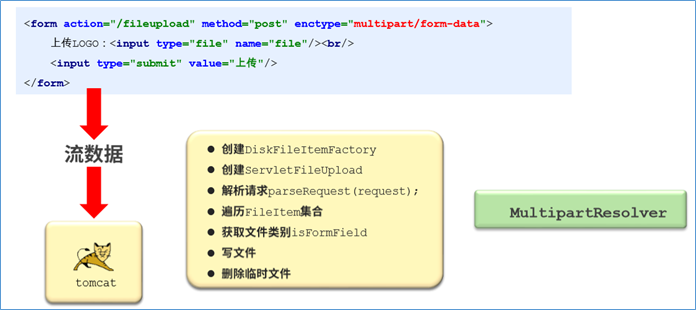 <form action="/fileupload" method="post" enctype="multipart/form-data">
上传LOGO：<input type="file" name="file"/><br/>
<input type="submit" value="上传"/>
</form>
流数据
tomcat
● 创建DiskFileItemFactory
● 创建ServletFileUpload
● 解析请求parseRequest(request);
● 遍历FileItem集合
● 获取文件类别isFormField
● 写文件
● 删除临时文件
MultipartResolver